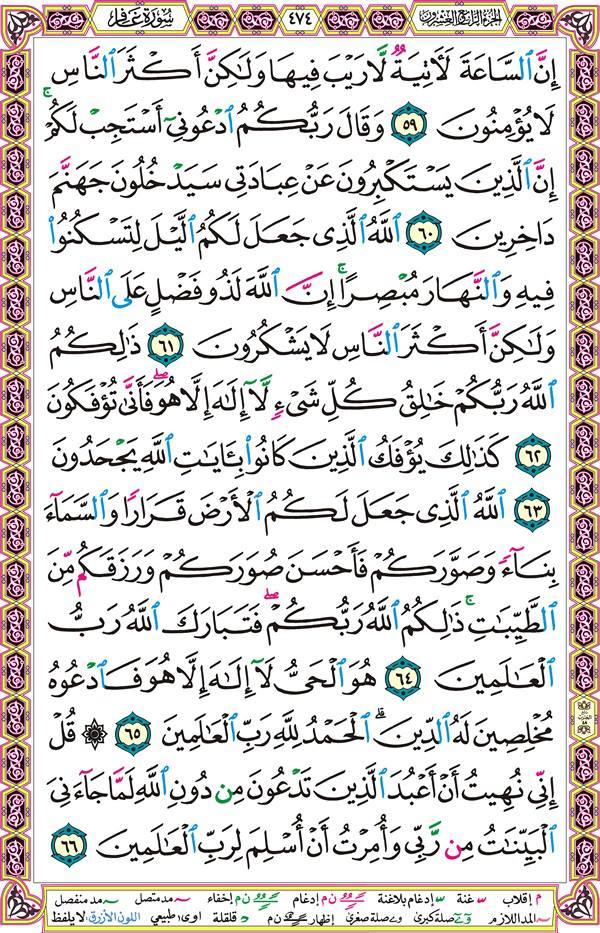 سورة غافر
٤٧٤
الجزء الرابع والعشرون
إِنَّ ٱلسَّاعَةَ لَأٓتِيَةٌ لَّا رَيْبَ فِيهَا وَلَٰكِنَّ أَكْثَرَ ٱلنَّاسِ
لَا يُؤْمِنُونَ ٥٩ وَقَالَ رَبُّكُمُ ٱدْعُونِىٓ أَسْتَجِبْ لَكُمْ ۚ
إِنَّ ٱلَّذِينَ يَسْتَكْبِرُونَ عَنْ عِبَادَتِى سَيَدْخُلُونَ جَهَنَّمَ
دَاخِرِينَ ٦٠ ٱللَّهُ ٱلَّذِى جَعَلَ لَكُمُ ٱلَّيْلَ لِتَسْكُنُوا۟
فِيهِ وَٱلنَّهَارَ مُبْصِرًا ۚ إِنَّ ٱللَّهَ لَذُو فَضْلٍ عَلَى ٱلنَّاسِ
وَلَٰكِنَّ أَكْثَرَ ٱلنَّاسِ لَا يَشْكُرُونَ ٦١ ذَٰلِكُمُ
ٱللَّهُ رَبُّكُمْ خَٰلِقُ كُلِّ شَىْءٍ لَّآ إِلَٰهَ إِلَّا هُوَ ۖ فَأَنَّىٰ تُؤْفَكُونَ
٦٢ كَذَٰلِكَ يُؤْفَكُ ٱلَّذِينَ كَانُوا۟ بِـَٔايَٰتِ ٱللَّهِ يَجْحَدُونَ
٦٣ ٱللَّهُ ٱلَّذِى جَعَلَ لَكُمُ ٱلْأَرْضَ قَرَارًا وَٱلسَّمَآءَ
بِنَآءً وَصَوَّرَكُمْ فَأَحْسَنَ صُوَرَكُمْ وَرَزَقَكُم مِّنَ
ٱلطَّيِّبَٰتِ ۚ ذَٰلِكُمُ ٱللَّهُ رَبُّكُمْ ۖ فَتَبَارَكَ ٱللَّهُ رَبُّ
ٱلْعَٰلَمِينَ ٦٤ هُوَ ٱلْحَىُّ لَآ إِلَٰهَ إِلَّا هُوَ فَٱدْعُوهُ
مُخْلِصِينَ لَهُ ٱلدِّينَ ۗ ٱلْحَمْدُ لِلَّهِ رَبِّ ٱلْعَٰلَمِينَ ٦٥ ۞ قُلْ
إِنِّى نُهِيتُ أَنْ أَعْبُدَ ٱلَّذِينَ تَدْعُونَ مِن دُونِ ٱللَّهِ لَمَّا جَآءَنِىَ
ٱلْبَيِّنَٰتُ مِن رَّبِّى وَأُمِرْتُ أَنْ أُسْلِمَ لِرَبِّ ٱلْعَٰلَمِينَ ٦٦
م إقلاب غنة إدغام بلاغنة ن م إدغام ن م إخفاء مد متصل مد منفصل
المد اللازم صلة كبرى صلة صغرى إظهار ن م قلقلة اوى؛ طبيعي اللون الأزرق: لا يلفظ